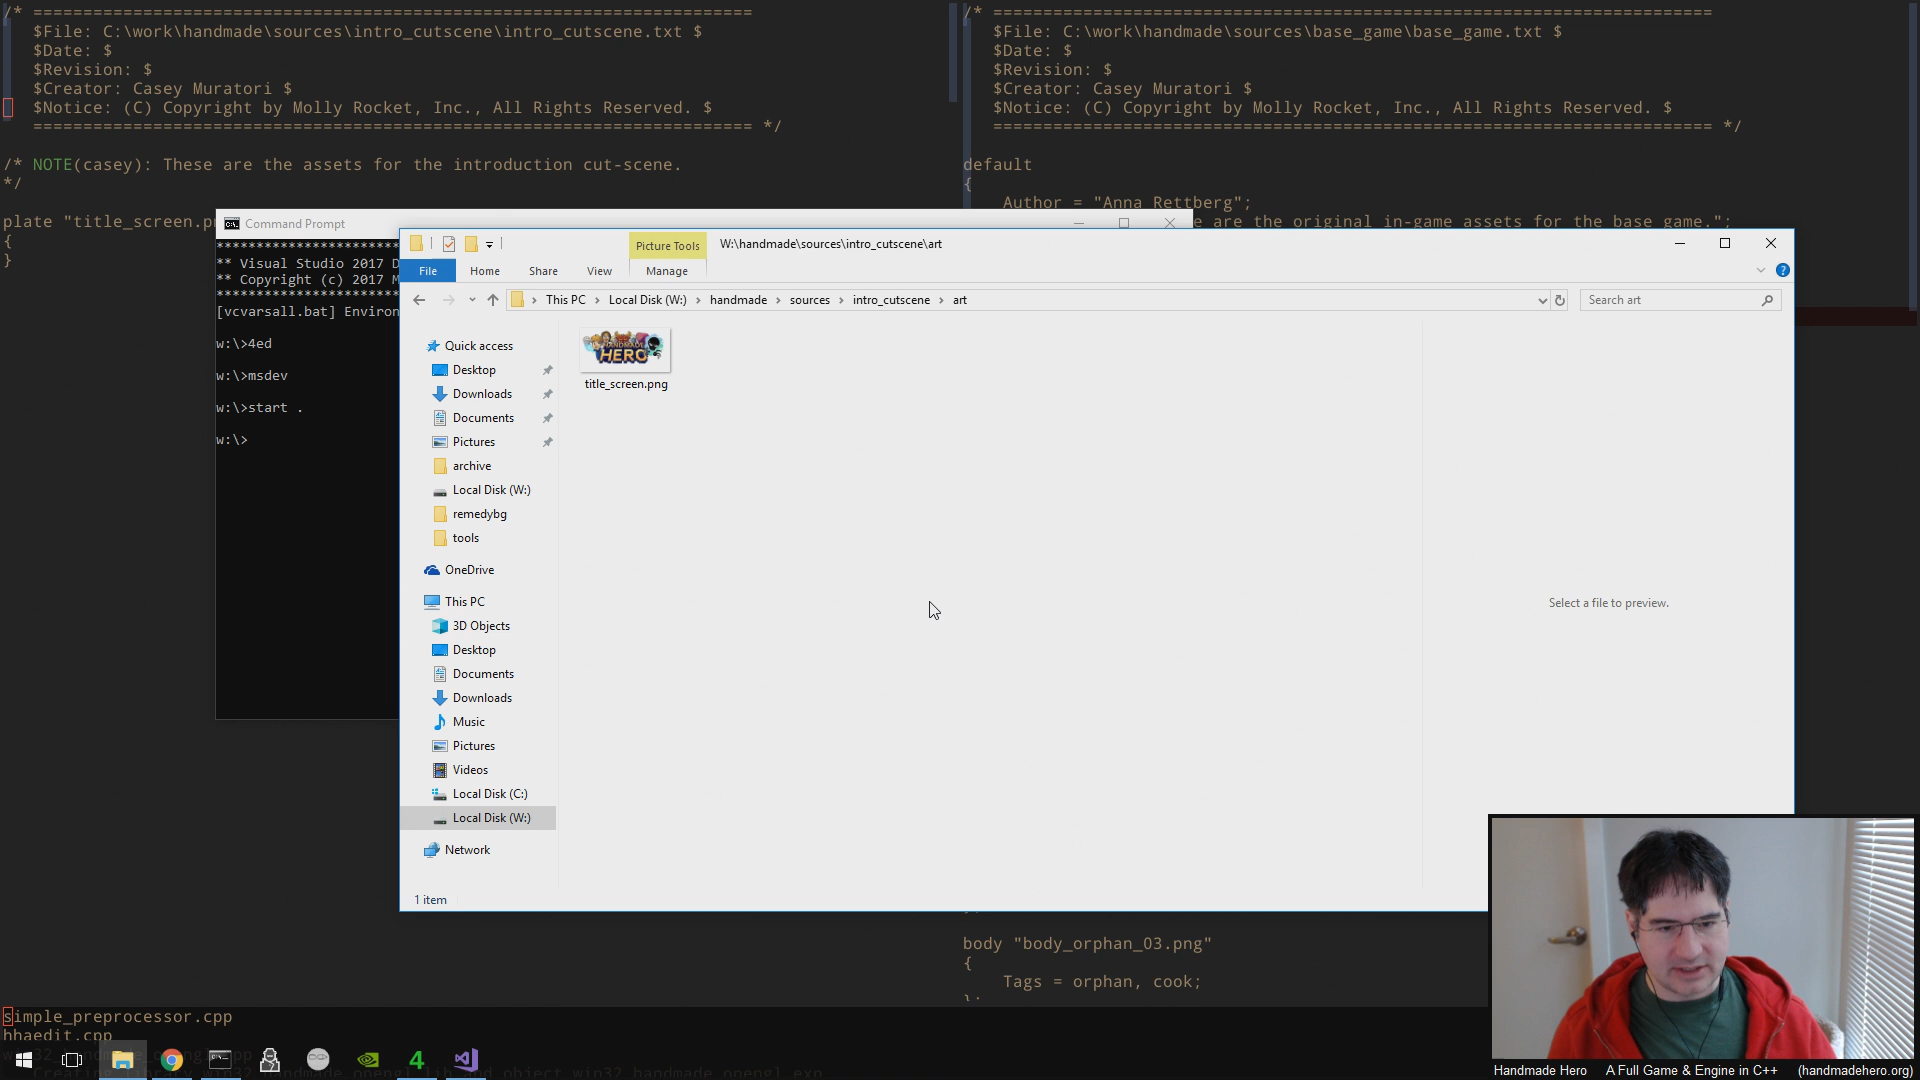 /* ========================================================================
$File: C:\work\handmade\sources\intro_cutscene\intro_cutscene.txt $
$Date: $
$Revision: $
$Creator: Casey Muratori $
$Notice: (C) Copyright by Molly Rocket, Inc., All Rights Reserved. $
======================================================================== */
/* NOTE(casey): These are the assets for the introduction cut-scene.
*/
plate "title_screen.pn
{
}
/* ========================================================================
$File: C:\work\handmade\sources\base_game\base_game.txt $
$Date: $
$Revision: $
$Creator: Casey Muratori $
$Notice: (C) Copyright by Molly Rocket, Inc., All Rights Reserved. $
======================================================================== */
default
{
Author = "Anna Rettberg";
e are the original in-game assets for the base game.";
Command Prompt
** Visual Studio 2017 D
** Copyright (c) 2017 M
[vcvarsall.bat] Environ
w:\>4ed
w:\>msdev
w:\>start .
w:\>
Picture Tools
W:\handmade\sources\intro_cutscene\art
File
Home
Share
View
Manage
This PC > Local Disk (W:) > handmade > sources > intro_cutscene > art
Search art
Quick access
Desktop
Downloads
Documents
Pictures
archive
Local Disk (W:)
remedybg
tools
OneDrive
This PC
3D Objects
Desktop
Documents
Downloads
Music
Pictures
Videos
Local Disk (C:)
Local Disk (W:)
Network
1 item
HANDMADE
HERO
title_screen.png
Select a file to preview.
body "body_orphan_03.png"
{
Tags = orphan, cook;
simple_preprocessor.cpp
hhaedit.cpp
4
Handmade Hero A Full Game & Engine in C++ (handmadehero.org)